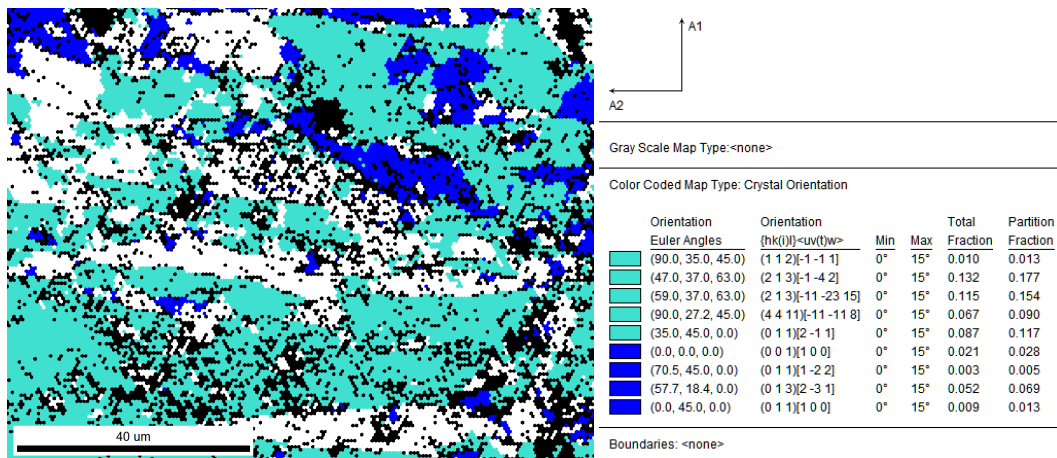 A1
A2
Gray Scale Map Type:<none>
Color Coded Map Type: Crystal Orientation
Orientation Orientation Total Partition
Euler Angles {hk(i)l}<uv(t)w> Min Max Fraction Fraction
(90.0, 35.0, 45.0) (1 1 2)[-1 -1 1] 0° 15° 0.010 0.013
(47.0, 37.0, 63.0) (2 1 3)[-1 -4 2] 0° 15° 0.132 0.177
(59.0, 37.0, 63.0) (2 1 3)[-11 -23 15] 0° 15° 0.115 0.154
(90.0, 27.2, 45.0) (4 4 11)[-11 -11 8] 0° 15° 0.067 0.090
(35.0, 45.0, 0.0) (0 1 1)[2 -1 1] 0° 15° 0.087 0.117
(0.0, 0.0, 0.0) (0 0 1)[1 0 0] 0° 15° 0.021 0.028
(70.5, 45.0, 0.0) (0 1 1)[1 -2 2] 0° 15° 0.003 0.005
(57.7, 18.4, 0.0) (0 1 3)[2 -3 1] 0° 15° 0.052 0.069
(0.0, 45.0, 0.0) (0 1 1)[1 0 0] 0° 15° 0.009 0.013
40 um
Boundaries: <none>